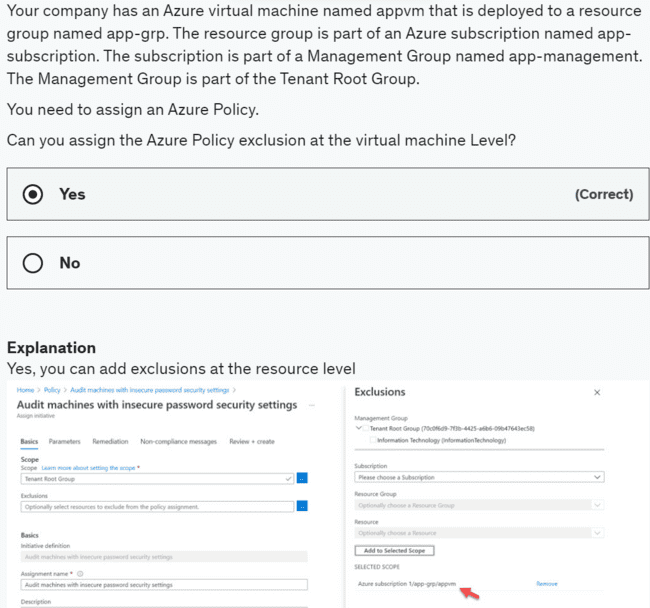 Your company has an Azure virtual machine named appvm that is deployed to a resource
group named app-grp. The resource group is part of an Azure subscription named app-
subscription. The subscription is part of a Management Group named app-management.
The Management Group is part of the Tenant Root Group.
You need to assign an Azure Policy.
Can you assign the Azure Policy exclusion at the virtual machine Level?
Yes (Correct)
No
Explanation
Yes, you can add exclusions at the resource level
Home > Policy > Audit machines with insecure password security settings >
Audit machines with insecure password security settings ...
Assign initiative
Basics Parameters Remediation Non-compliance messages Review + create
Scope
Scope Learn more about setting the scope *
Tenant Root Group
Exclusions
Optionally select resources to exclude from the policy assignment.
Basics
Initiative definition
Audit machines with insecure password security settings
Assignment name *
Audit machines with insecure password security settings
Description
Exclusions
Management Group
Information Technology (InformationTechnology)
Subscription
Please choose a Subscription
Resource Group
Optionally choose a Resource Group
Resource
Optionally choose a Resource
Add to Selected Scope
SELECTED SCOPE
Azure subscription 1/app-grp/appvm Remove